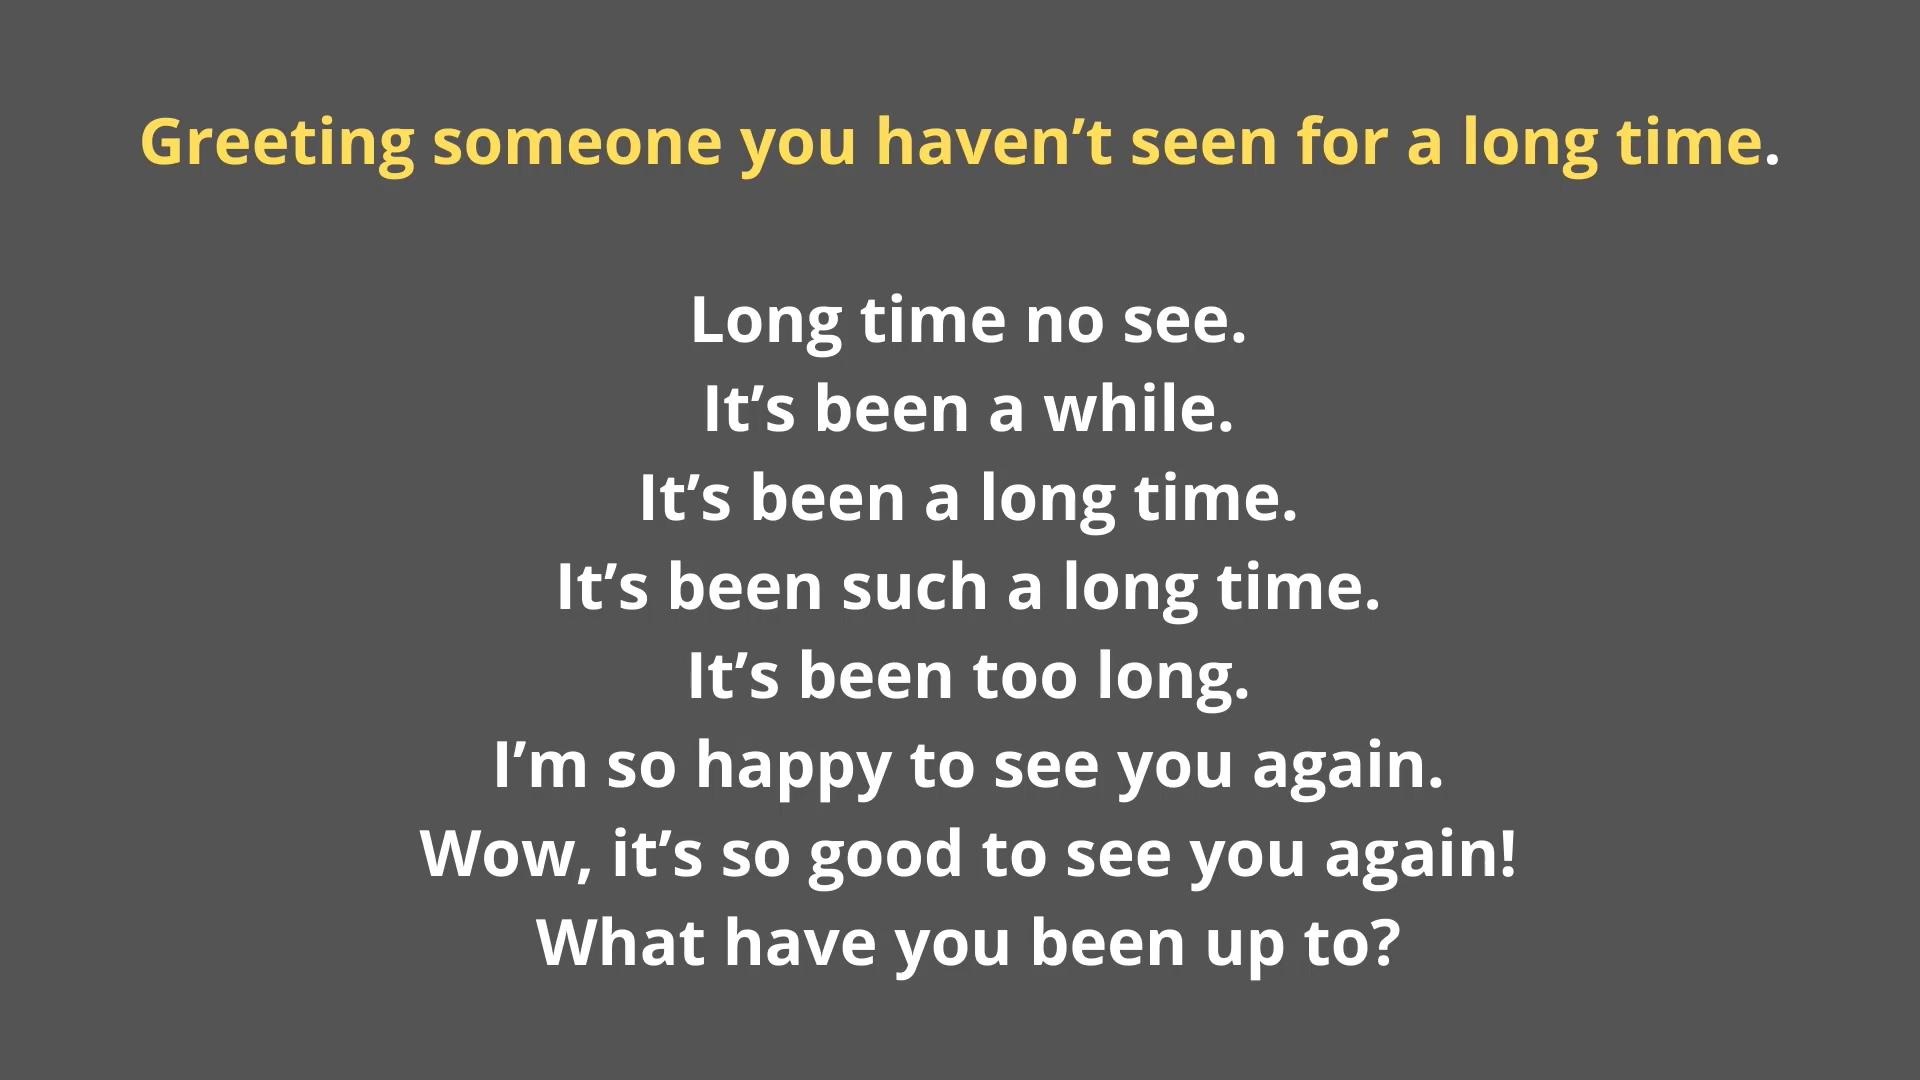 Greeting someone you haven’t seen for a long time.
Long time no see.
It’s been a while.
It’s been a long time.
It’s been such a long time.
It’s been too long.
I’m so happy to see you again.
Wow, it’s so good to see you again!
What have you been up to?